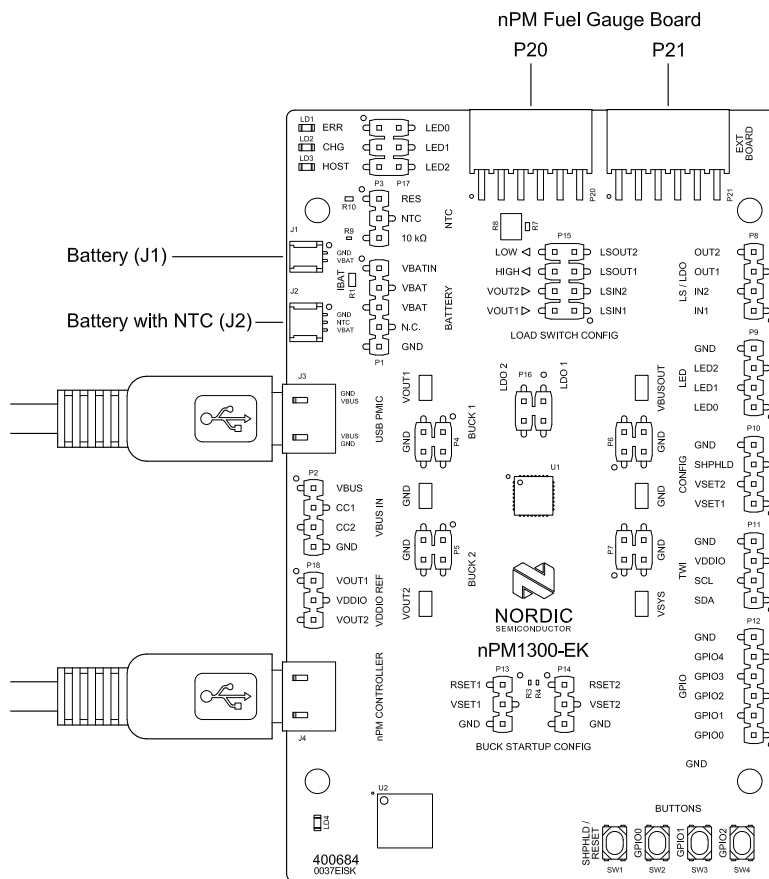 nPM Fuel Gauge Board
P20 P21
LD1
ERR
LED0
LD2
CHG
LED1
LD3
HOST
LED2
P3 P17
EXT
BOARD
P20
P21
R10
RES
NTC
10 kΩ
NTC
R9
R8
R7
P15
LOW
LSOUT2
HIGH
LSOUT1
VOUT2
LSIN2
VOUT1
LSIN1
LOAD SWITCH CONFIG
P8
OUT2
OUT1
IN2
IN1
LS / LDO
J1
Battery (J1)
GND
VBAT
IBAT
R1
VBATIN
VBAT
VBAT
N.C.
GND
BATTERY
P1
J2
Battery with NTC (J2)
GND
NTC
VBAT
P9
GND
LED2
LED1
LED0
LED
J3
GND
VBUS
VBUS
GND
USB PMIC
VOUT1
BUCK 1
GND
P4
LDO 2
P16
LDO 1
VBUSOUT
P6
GND
P10
GND
SHPHLD
VSET2
VSET1
CONFIG
U1
P2
VBUS
CC1
CC2
GND
VBUS IN
GND
GND
GND
P5
BUCK 2
VOUT2
P7
GND
VSYS
P11
GND
VDDIO
SCL
SDA
TWI
P18
VOUT1
VDDIO
VOUT2
VDDIO REF
NORDIC
SEMICONDUCTOR
nPM1300-EK
P12
GND
GPIO4
GPIO3
GPIO2
GPIO1
GPIO0
GPIO
J4
nPM CONTROLLER
P13
RSET1
VSET1
GND
R3
R4
P14
RSET2
VSET2
GND
BUCK STARTUP CONFIG
GND
U2
LD4
400684
0037EISK
BUTTONS
SHPHLD /
RESET
GPIO0
GPIO1
GPIO2
SW1 SW2 SW3 SW4